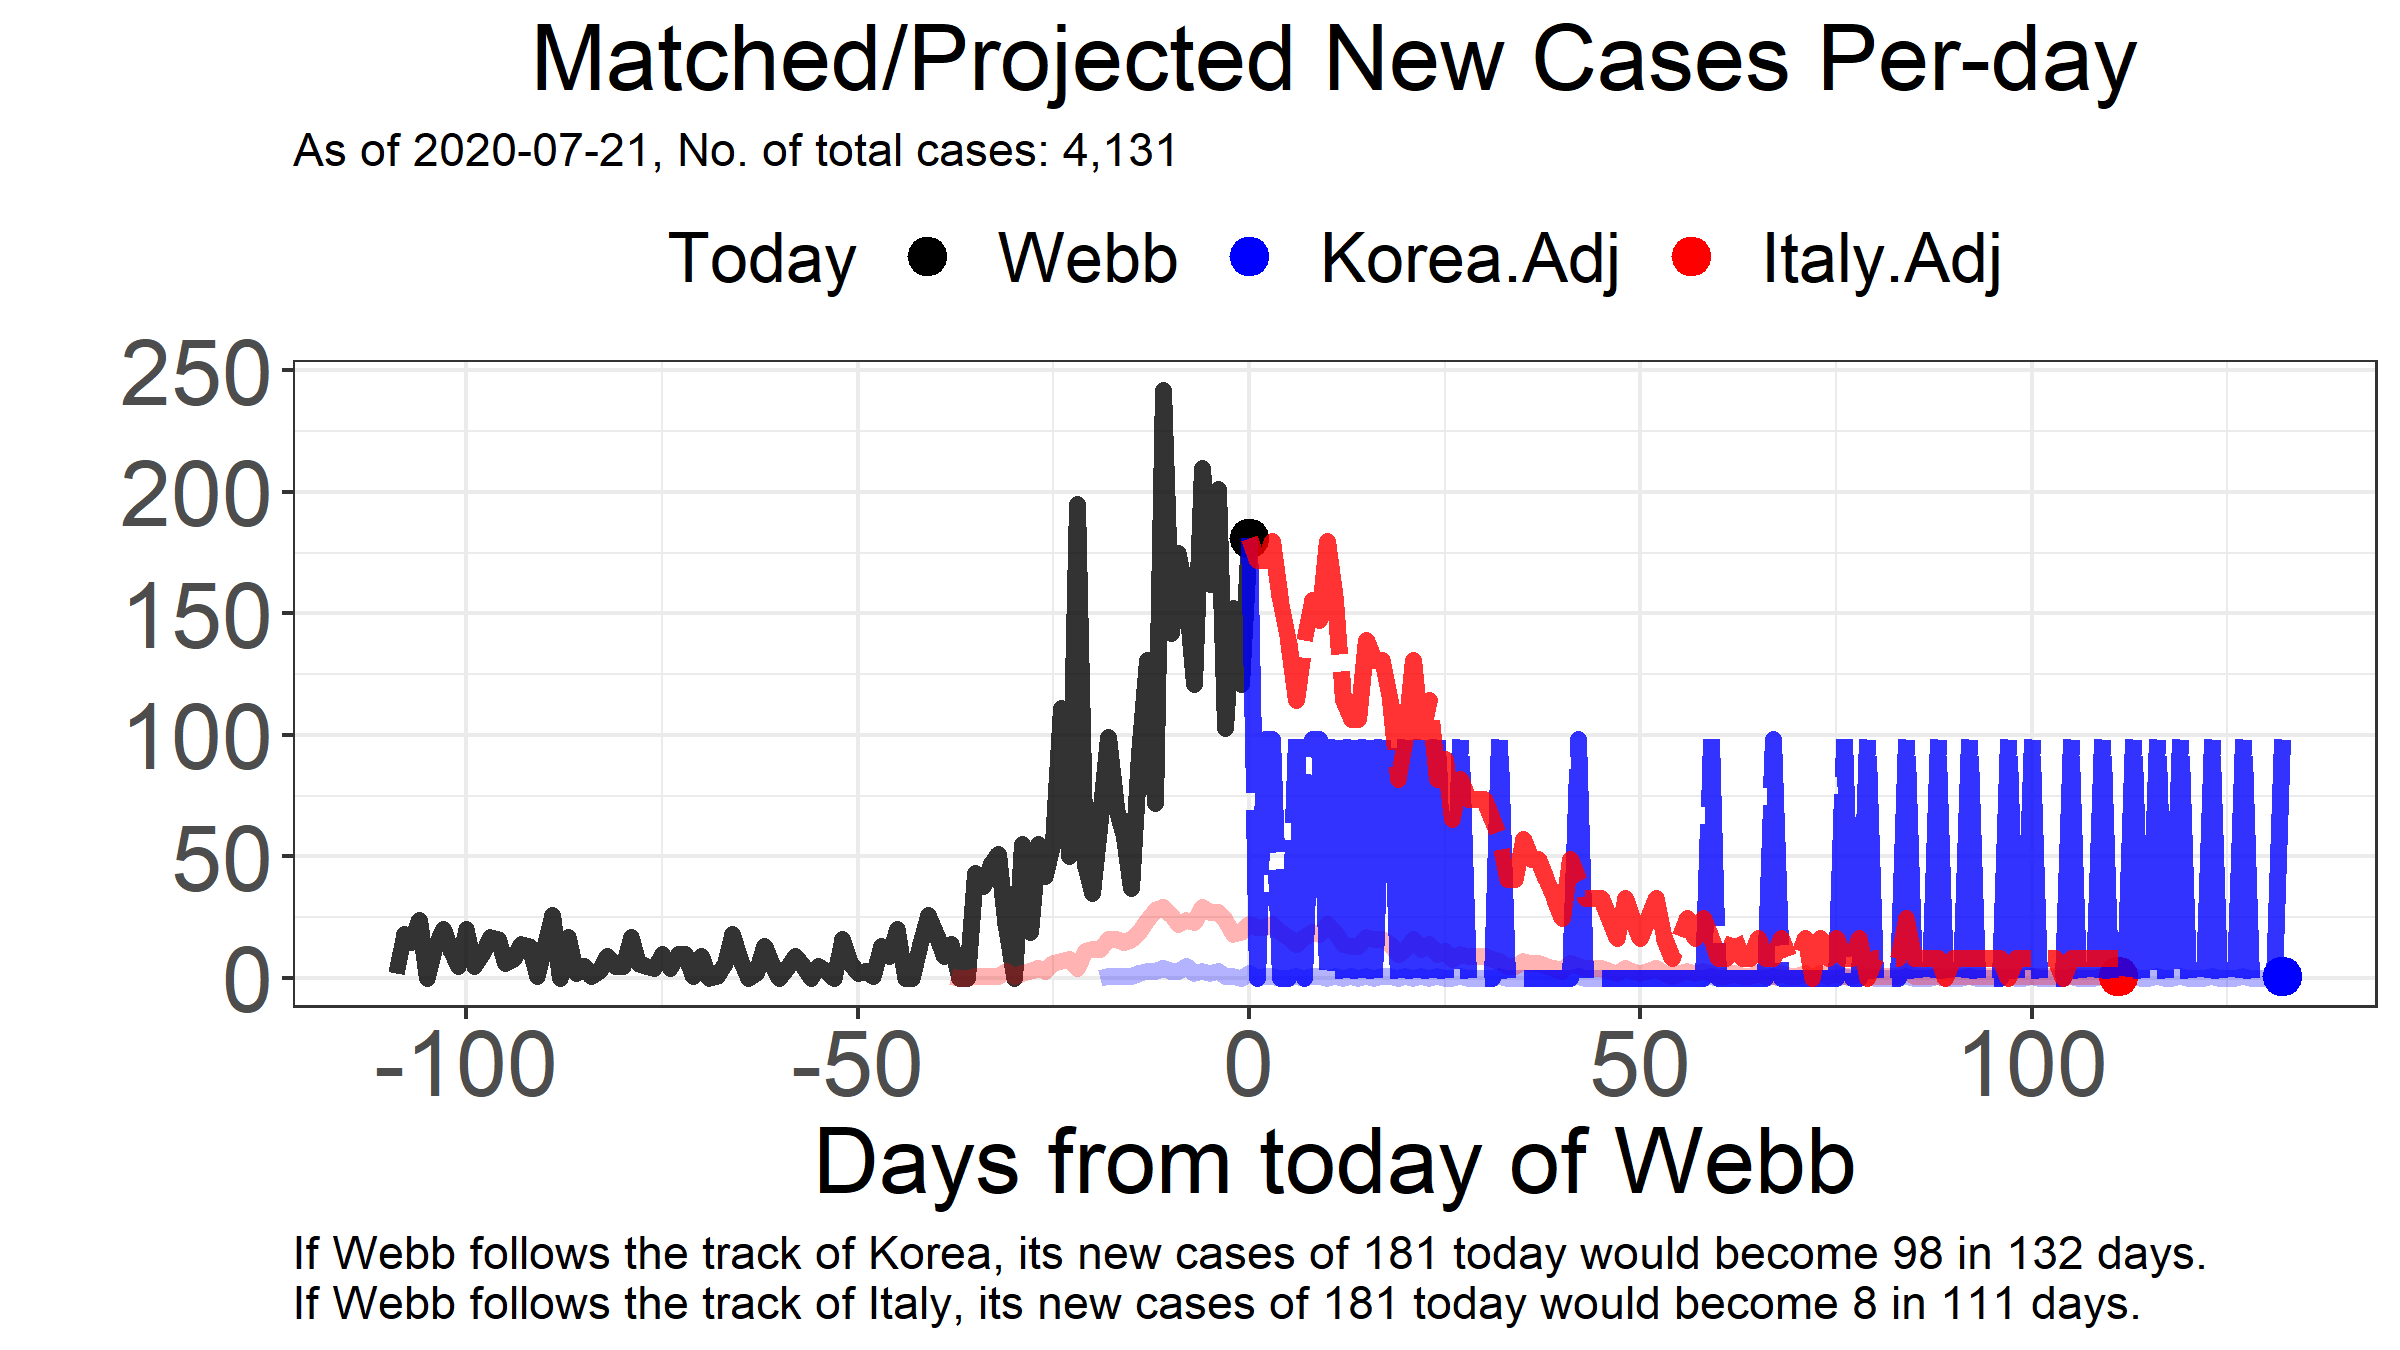 Matched/Projected New Cases Per-day
As of 2020-07-21, No. of total cases: 4,131
Today Webb Korea.Adj Italy.Adj
250
200
150
100
50
0
-100 -50 0 50 100
Days from today of Webb
If Webb follows the track of Korea, its new cases of 181 today would become 98 in 132 days.
If Webb follows the track of Italy, its new cases of 181 today would become 8 in 111 days.